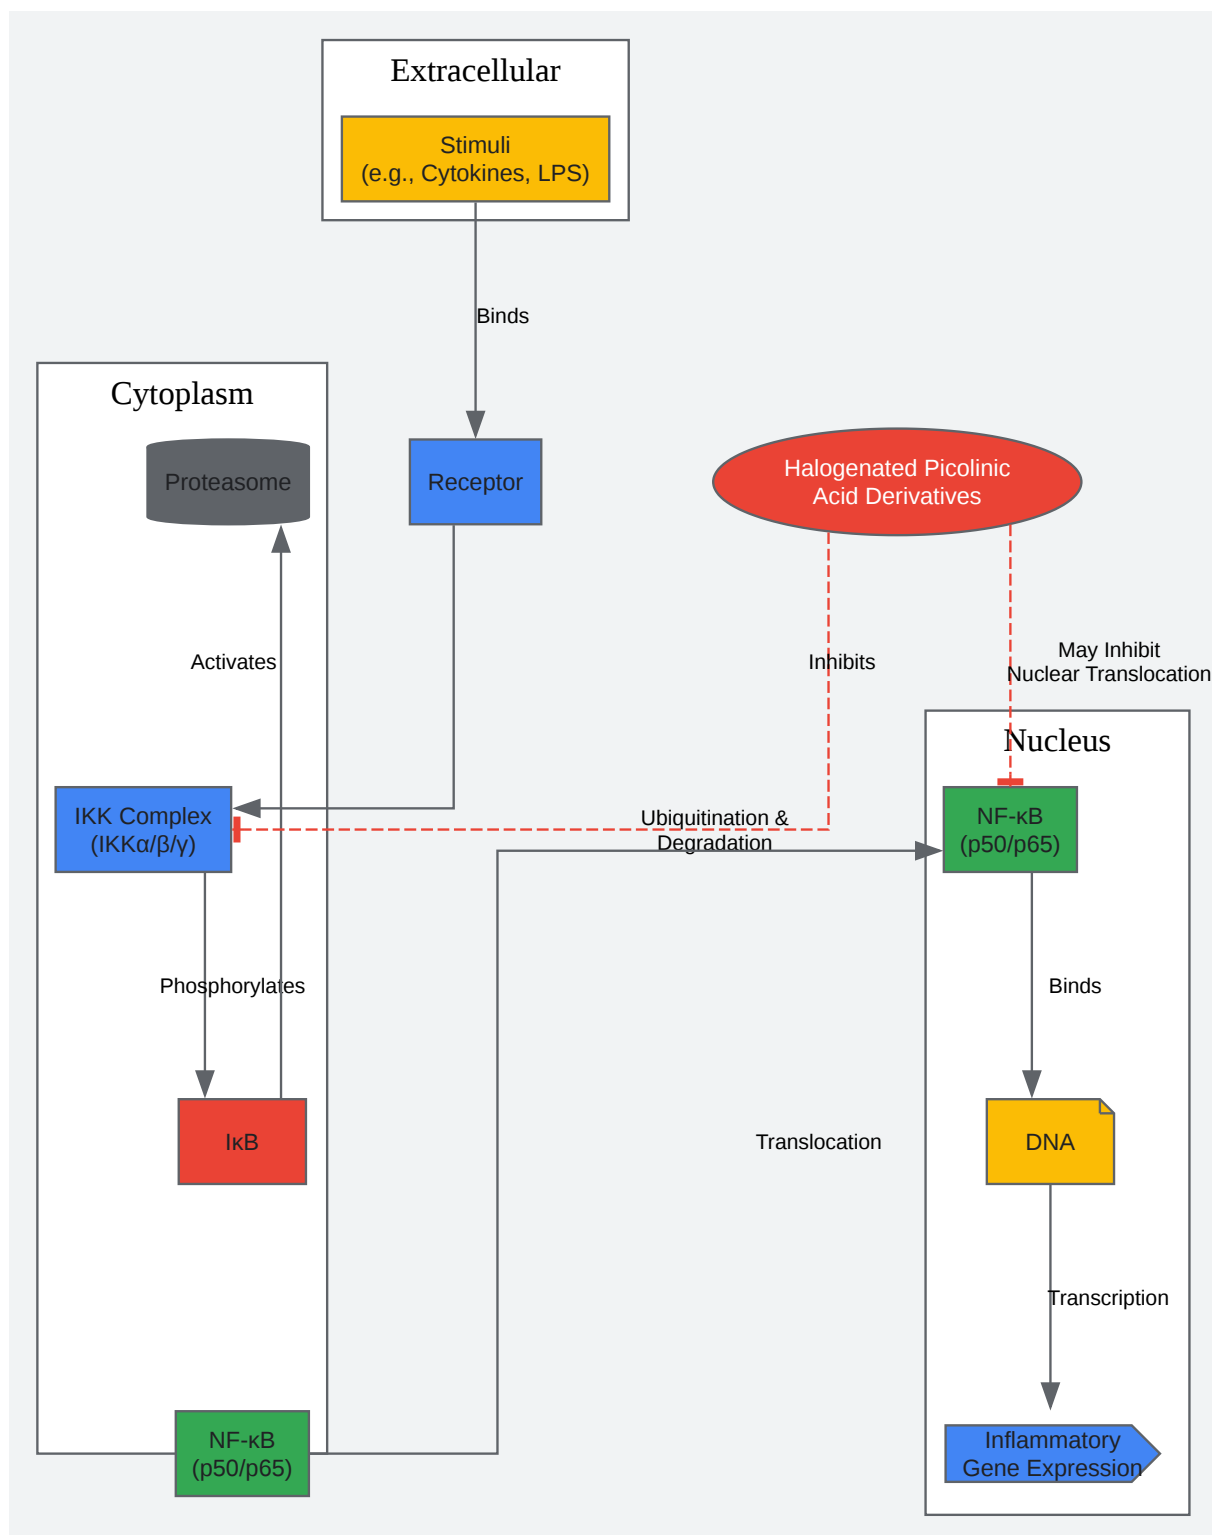 Extracellular
Stimuli
(e.g., Cytokines, LPS)
Binds
Cytoplasm
Proteasome
Receptor
Halogenated Picolinic
Acid Derivatives
Activates
Inhibits
May Inhibit
Nuclear Translocation
Nucleus
IKK Complex
(IKKα/β/γ)
Ubiquitination &
Degradation
NF-κB
(p50/p65)
Phosphorylates
Binds
IκB
Translocation
DNA
Transcription
NF-κB
(p50/p65)
Inflammatory
Gene Expression